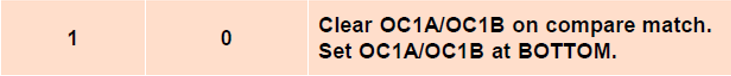 1 0 Clear OC1A/OC1B on compare match.
Set OC1A/OC1B at BOTTOM.